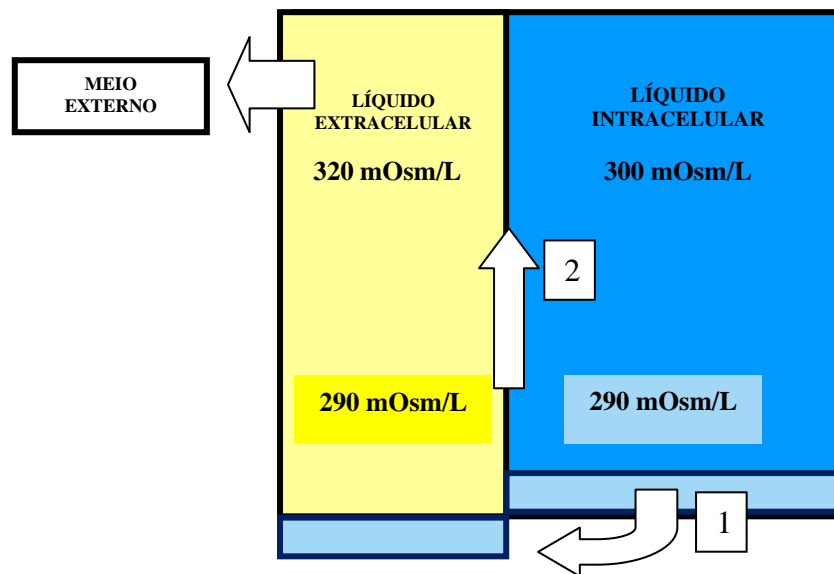 MEIO
EXTERNO
LÍQUIDO
EXTRACELULAR
320 mOsm/L
LÍQUIDO
INTRACELULAR
300 mOsm/L
2
290 mOsm/L
290 mOsm/L
1